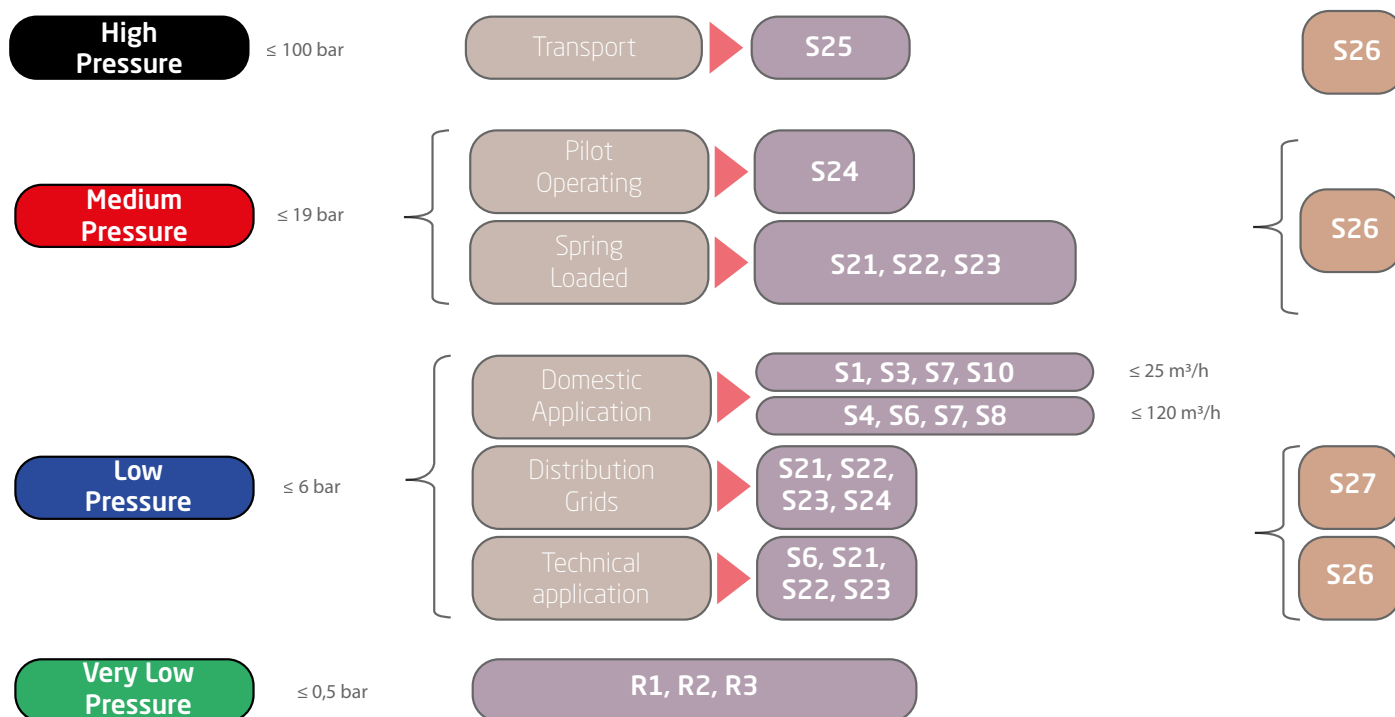 High
Pressure
≤ 100 bar
Transport
S25
S26
Medium
Pressure
≤ 19 bar
Pilot
Operating
S24
Spring
Loaded
S21, S22, S23
S26
Low
Pressure
≤ 6 bar
Domestic
Application
S1, S3, S7, S10
≤ 25 m³/h
S4, S6, S7, S8
≤ 120 m³/h
Distribution
Grids
S21, S22,
S23, S24
S27
Technical
application
S6, S21,
S22, S23
S26
Very Low
Pressure
≤ 0,5 bar
R1, R2, R3